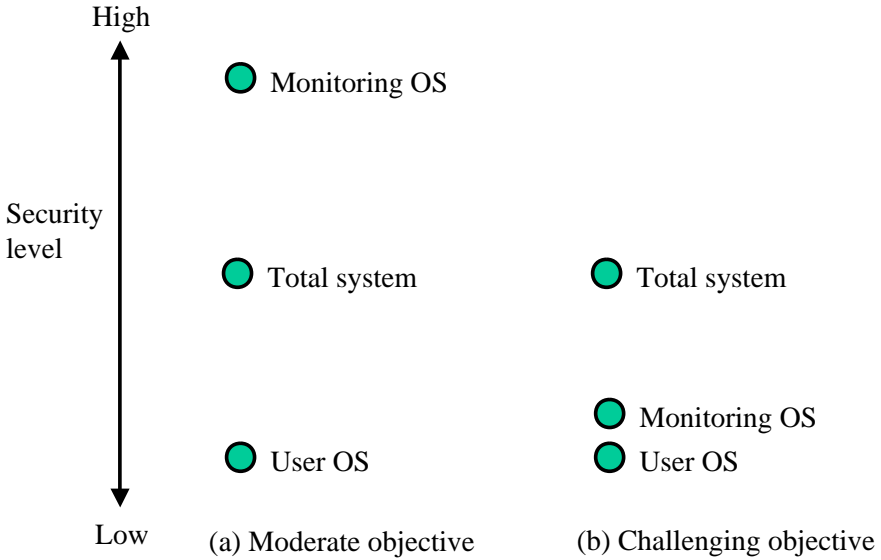 High
Monitoring OS
Security
level
Total system
Total system
Monitoring OS
User OS
User OS
Low
(a) Moderate objective
(b) Challenging objective